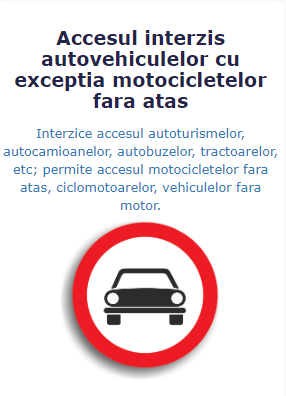 Accesul interzis
autovehiculelor cu
exceptia motocicletelor
fara atas
Interzice accesul autoturismelor,
autocamioanelor, autobuzelor, tractoarelor,
etc; permite accesul motocicletelor fara
atas, ciclomotoarelor, vehiculelor fara
motor.